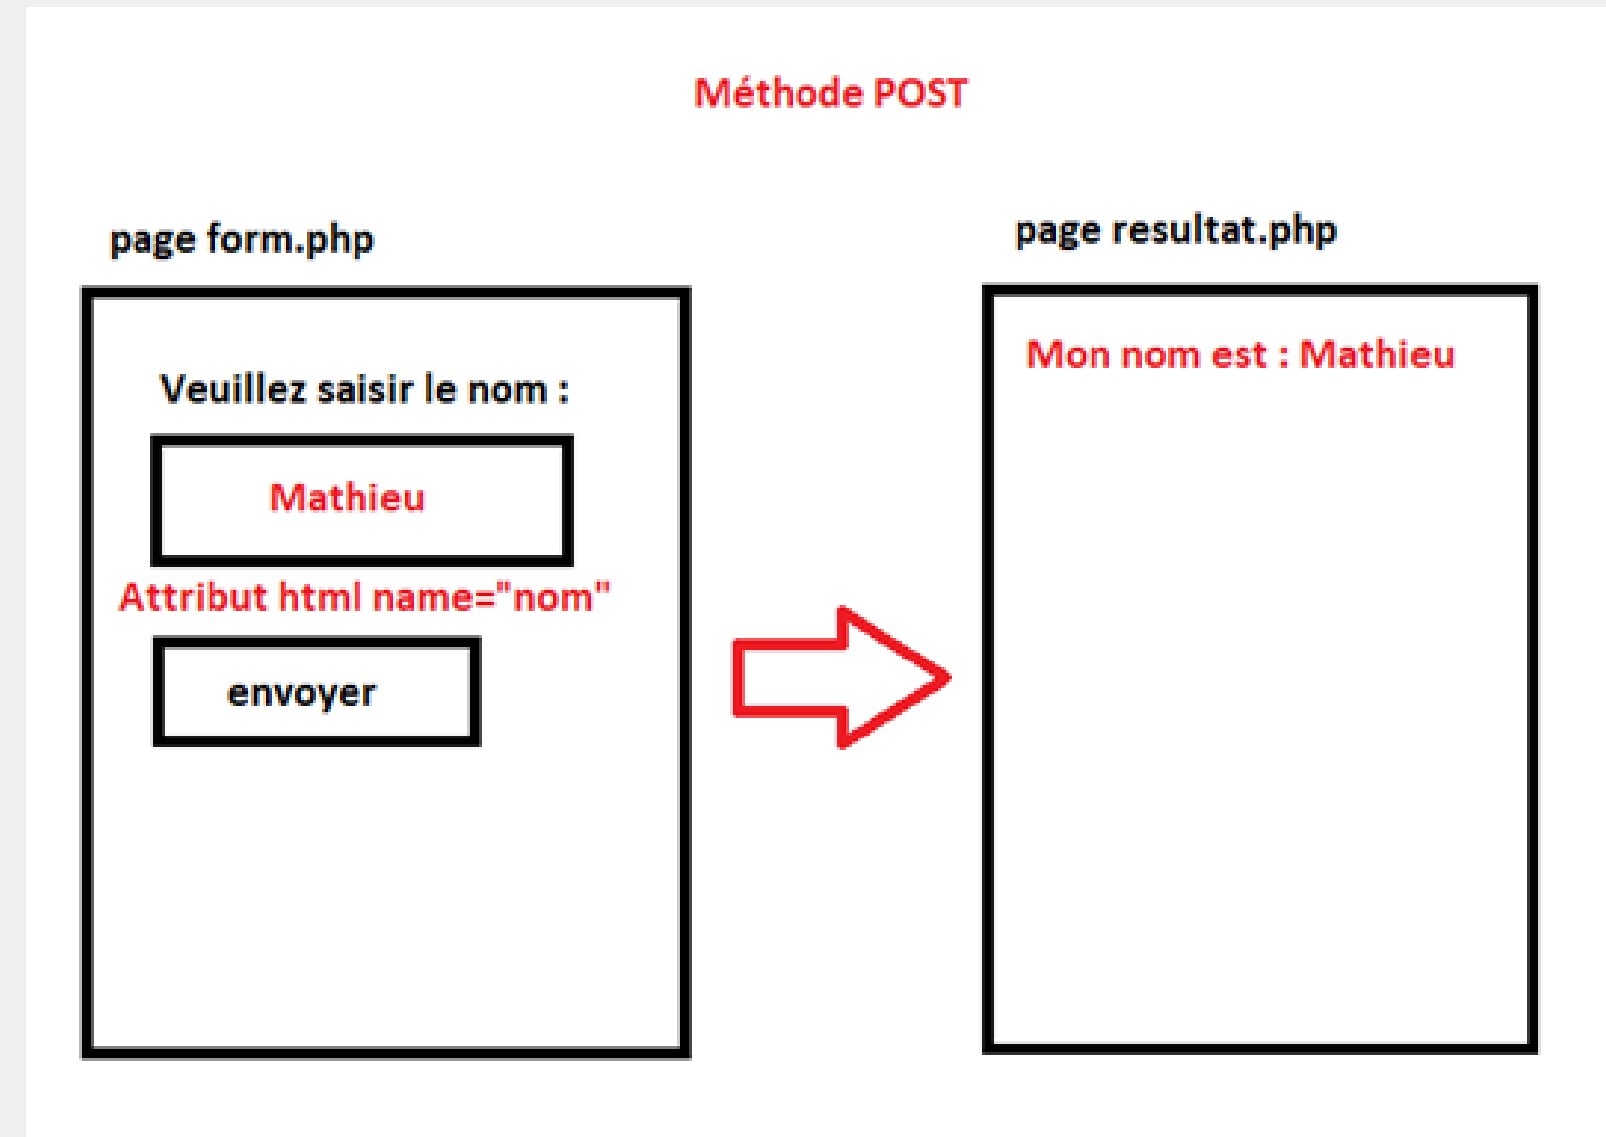 Méthode POST
page form.php
Veuillez saisir le nom :
Mathieu
Attribut html name="nom"
envoyer
page resultat.php
Mon nom est : Mathieu